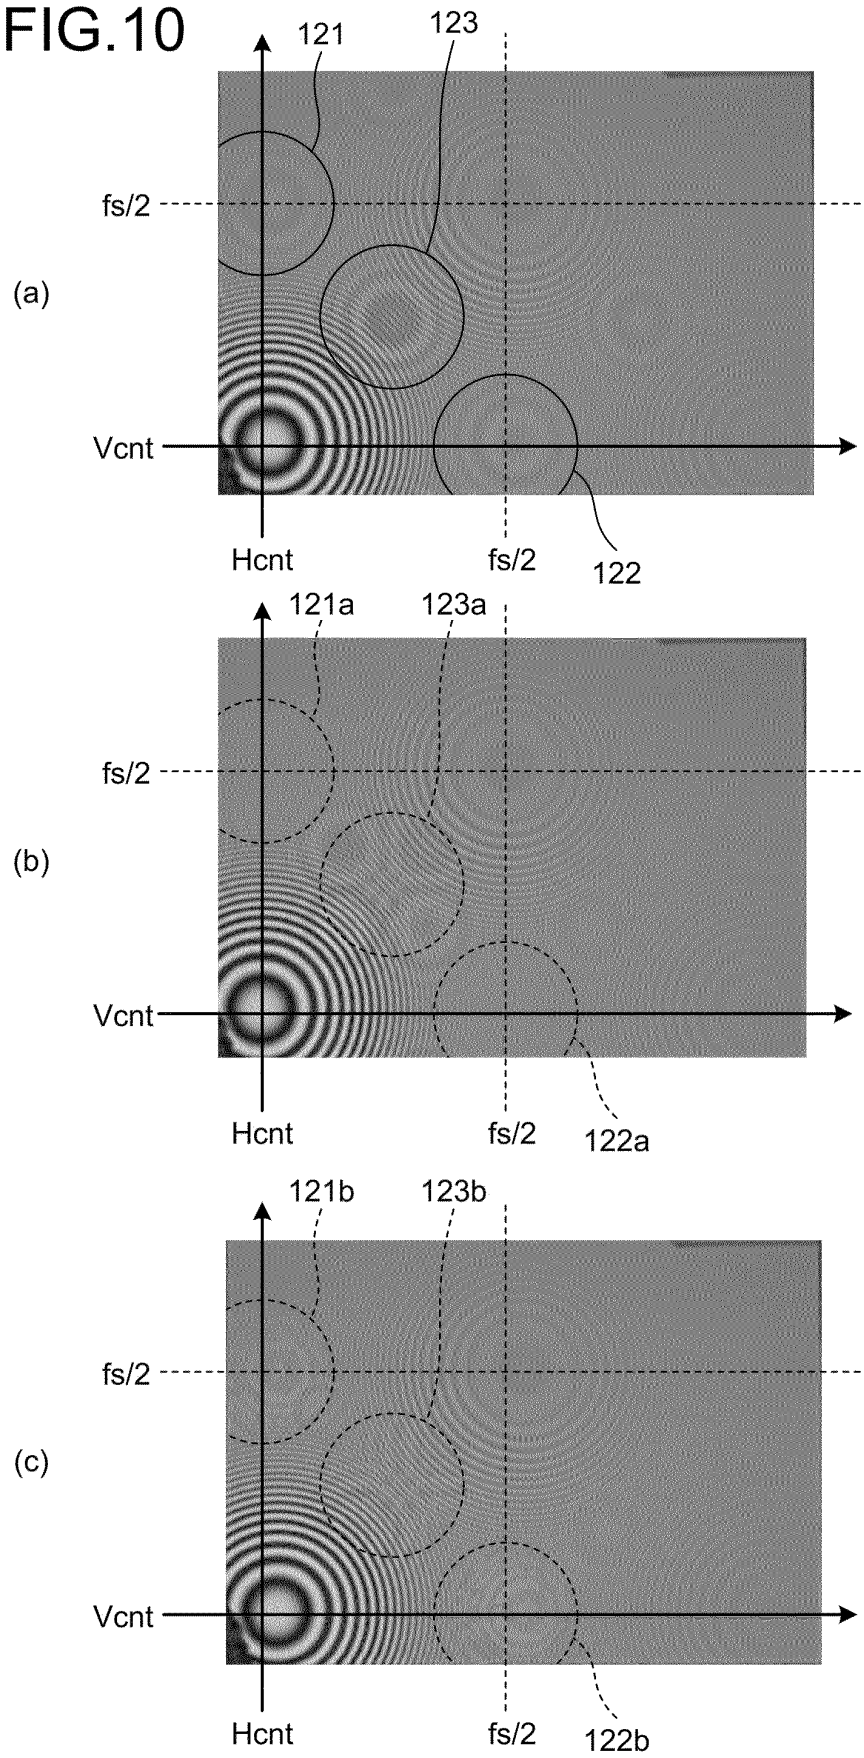 FIG.10
121
123
fs/2
(a)
Vcnt
Hcnt
fs/2
122
121a
123a
fs/2
(b)
Vcnt
Hcnt
fs/2
122a
121b
123b
fs/2
(c)
Vcnt
Hcnt
fs/2
122b